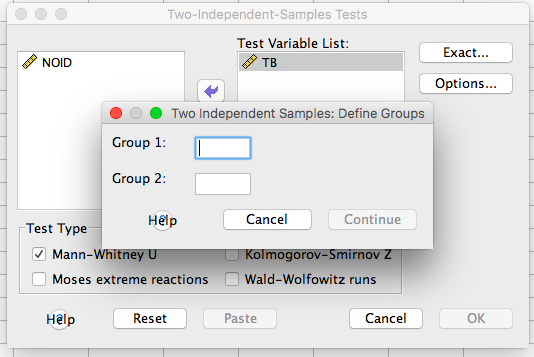 Two-Independent-Samples Tests
Test Variable List:
NOID
TB
Exact...
Options...
Two Independent Samples: Define Groups
Group 1:
Group 2:
Help
Cancel
Continue
Test Type
Mann-Whitney U
Kolmogorov-Smirnov Z
Moses extreme reactions
Wald-Wolfowitz runs
Help
Reset
Paste
Cancel
OK